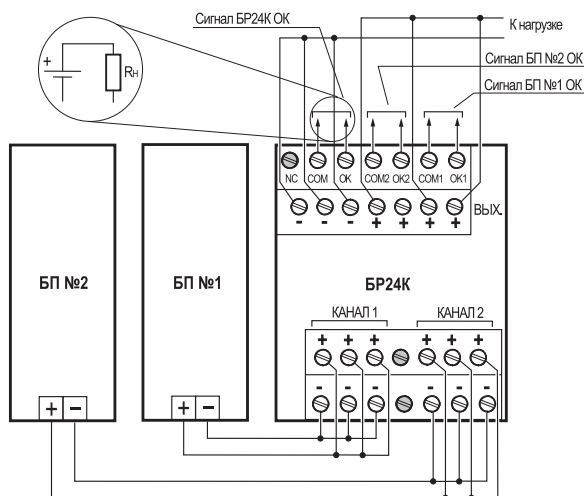 Сигнал БР24К ОК
К нагрузке
Сигнал БП №2 ОК
Сигнал БП №1 ОК
+
Rн
NC COM OK COM2 OK2 COM1 OK1
- - - + + + +
ВЫХ.
БП №2
БП №1
БР24К
КАНАЛ 1
КАНАЛ 2
+ + + + + +
- - - - - -
+ -
+ -